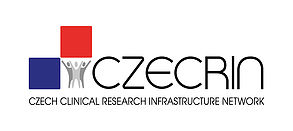 CZECRIN
CZECH CLINICAL RESEARCH INFRASTRUCTURE NETWORK